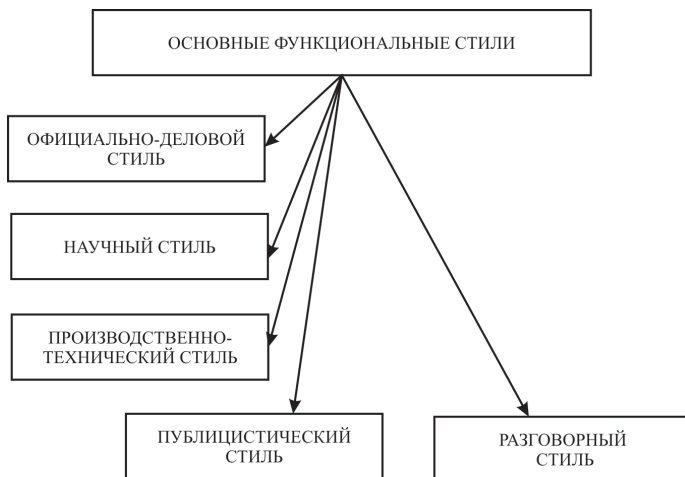 ОСНОВНЫЕ ФУНКЦИОНАЛЬНЫЕ СТИЛИ
ОФИЦИАЛЬНО-ДЕЛОВОЙ
СТИЛЬ
НАУЧНЫЙ СТИЛЬ
ПРОИЗВОДСТВЕННО-
ТЕХНИЧЕСКИЙ СТИЛЬ
ПУБЛИЦИСТИЧЕСКИЙ
СТИЛЬ
РАЗГОВОРНЫЙ
СТИЛЬ